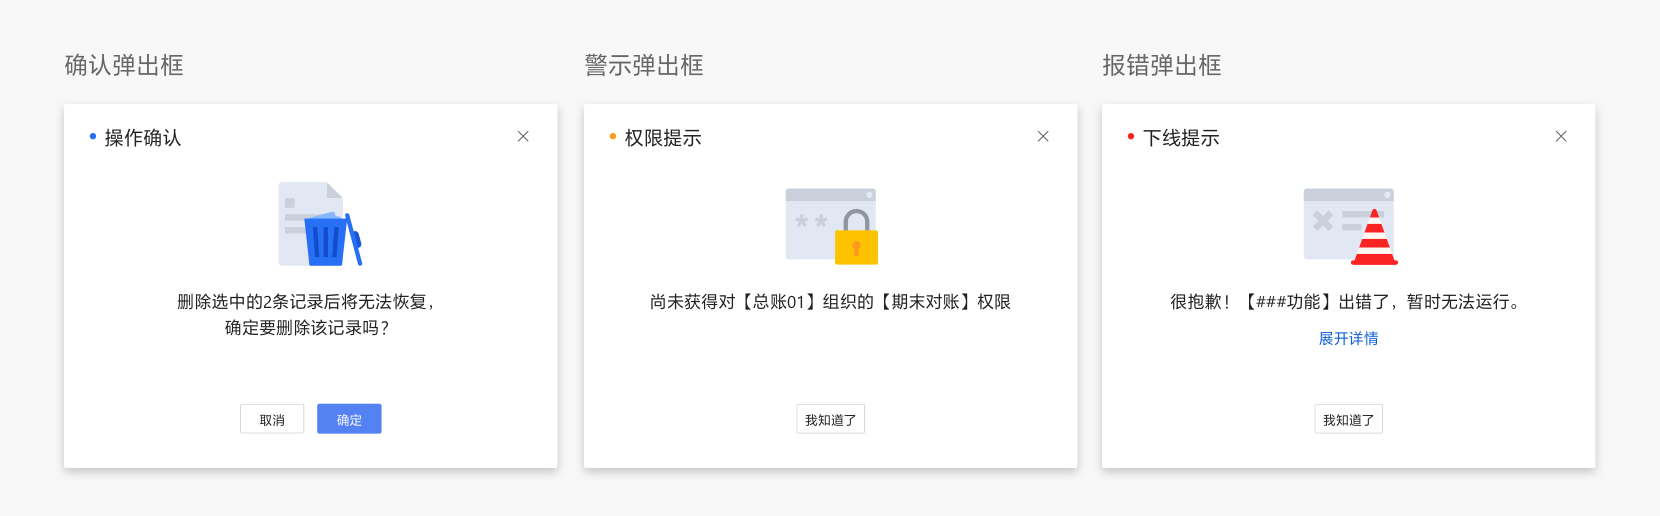 确认弹出框
警示弹出框
报错弹出框
操作确认
删除选中的2条记录后将无法恢复，
确定要删除该记录吗？
取消
确定
权限提示
**
尚未获得对【总账01】组织的【期末对账】权限
我知道了
下线提示
很抱歉！【###功能】出错了，暂时无法运行。
展开详情
我知道了